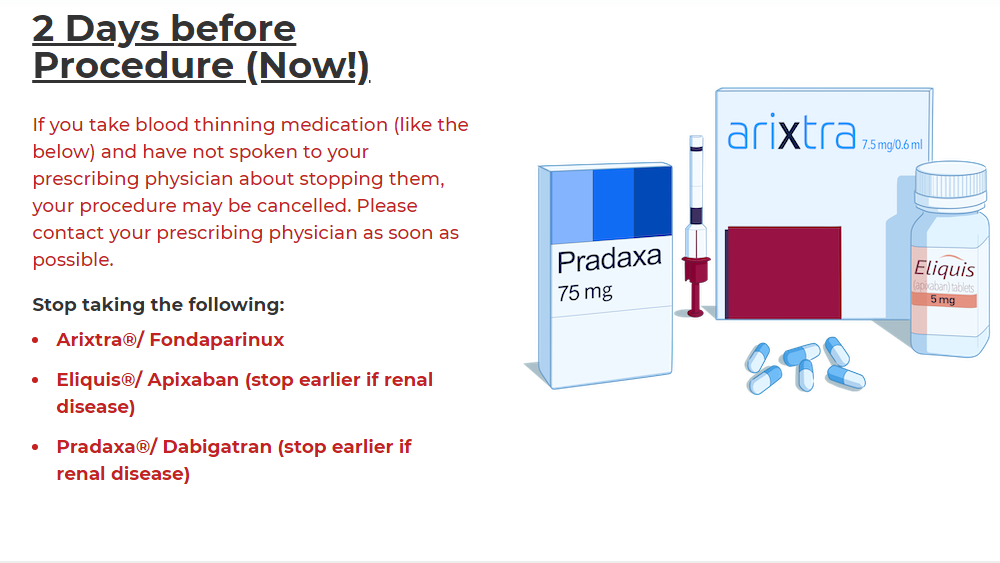 2 Days before
Procedure (Now!)
If you take blood thinning medication (like the
below) and have not spoken to your
prescribing physician about stopping them,
your procedure may be cancelled. Please
contact your prescribing physician as soon as
possible.
Stop taking the following:
• Arixtra®/ Fondaparinux
• Eliquis®/ Apixaban (stop earlier if renal
disease)
• Pradaxa®/ Dabigatran (stop earlier if
renal disease)
arixtra 7.5 mg/0.6 ml
Pradaxa
75 mg
Eliquis
(apixaban) tablets
5 mg